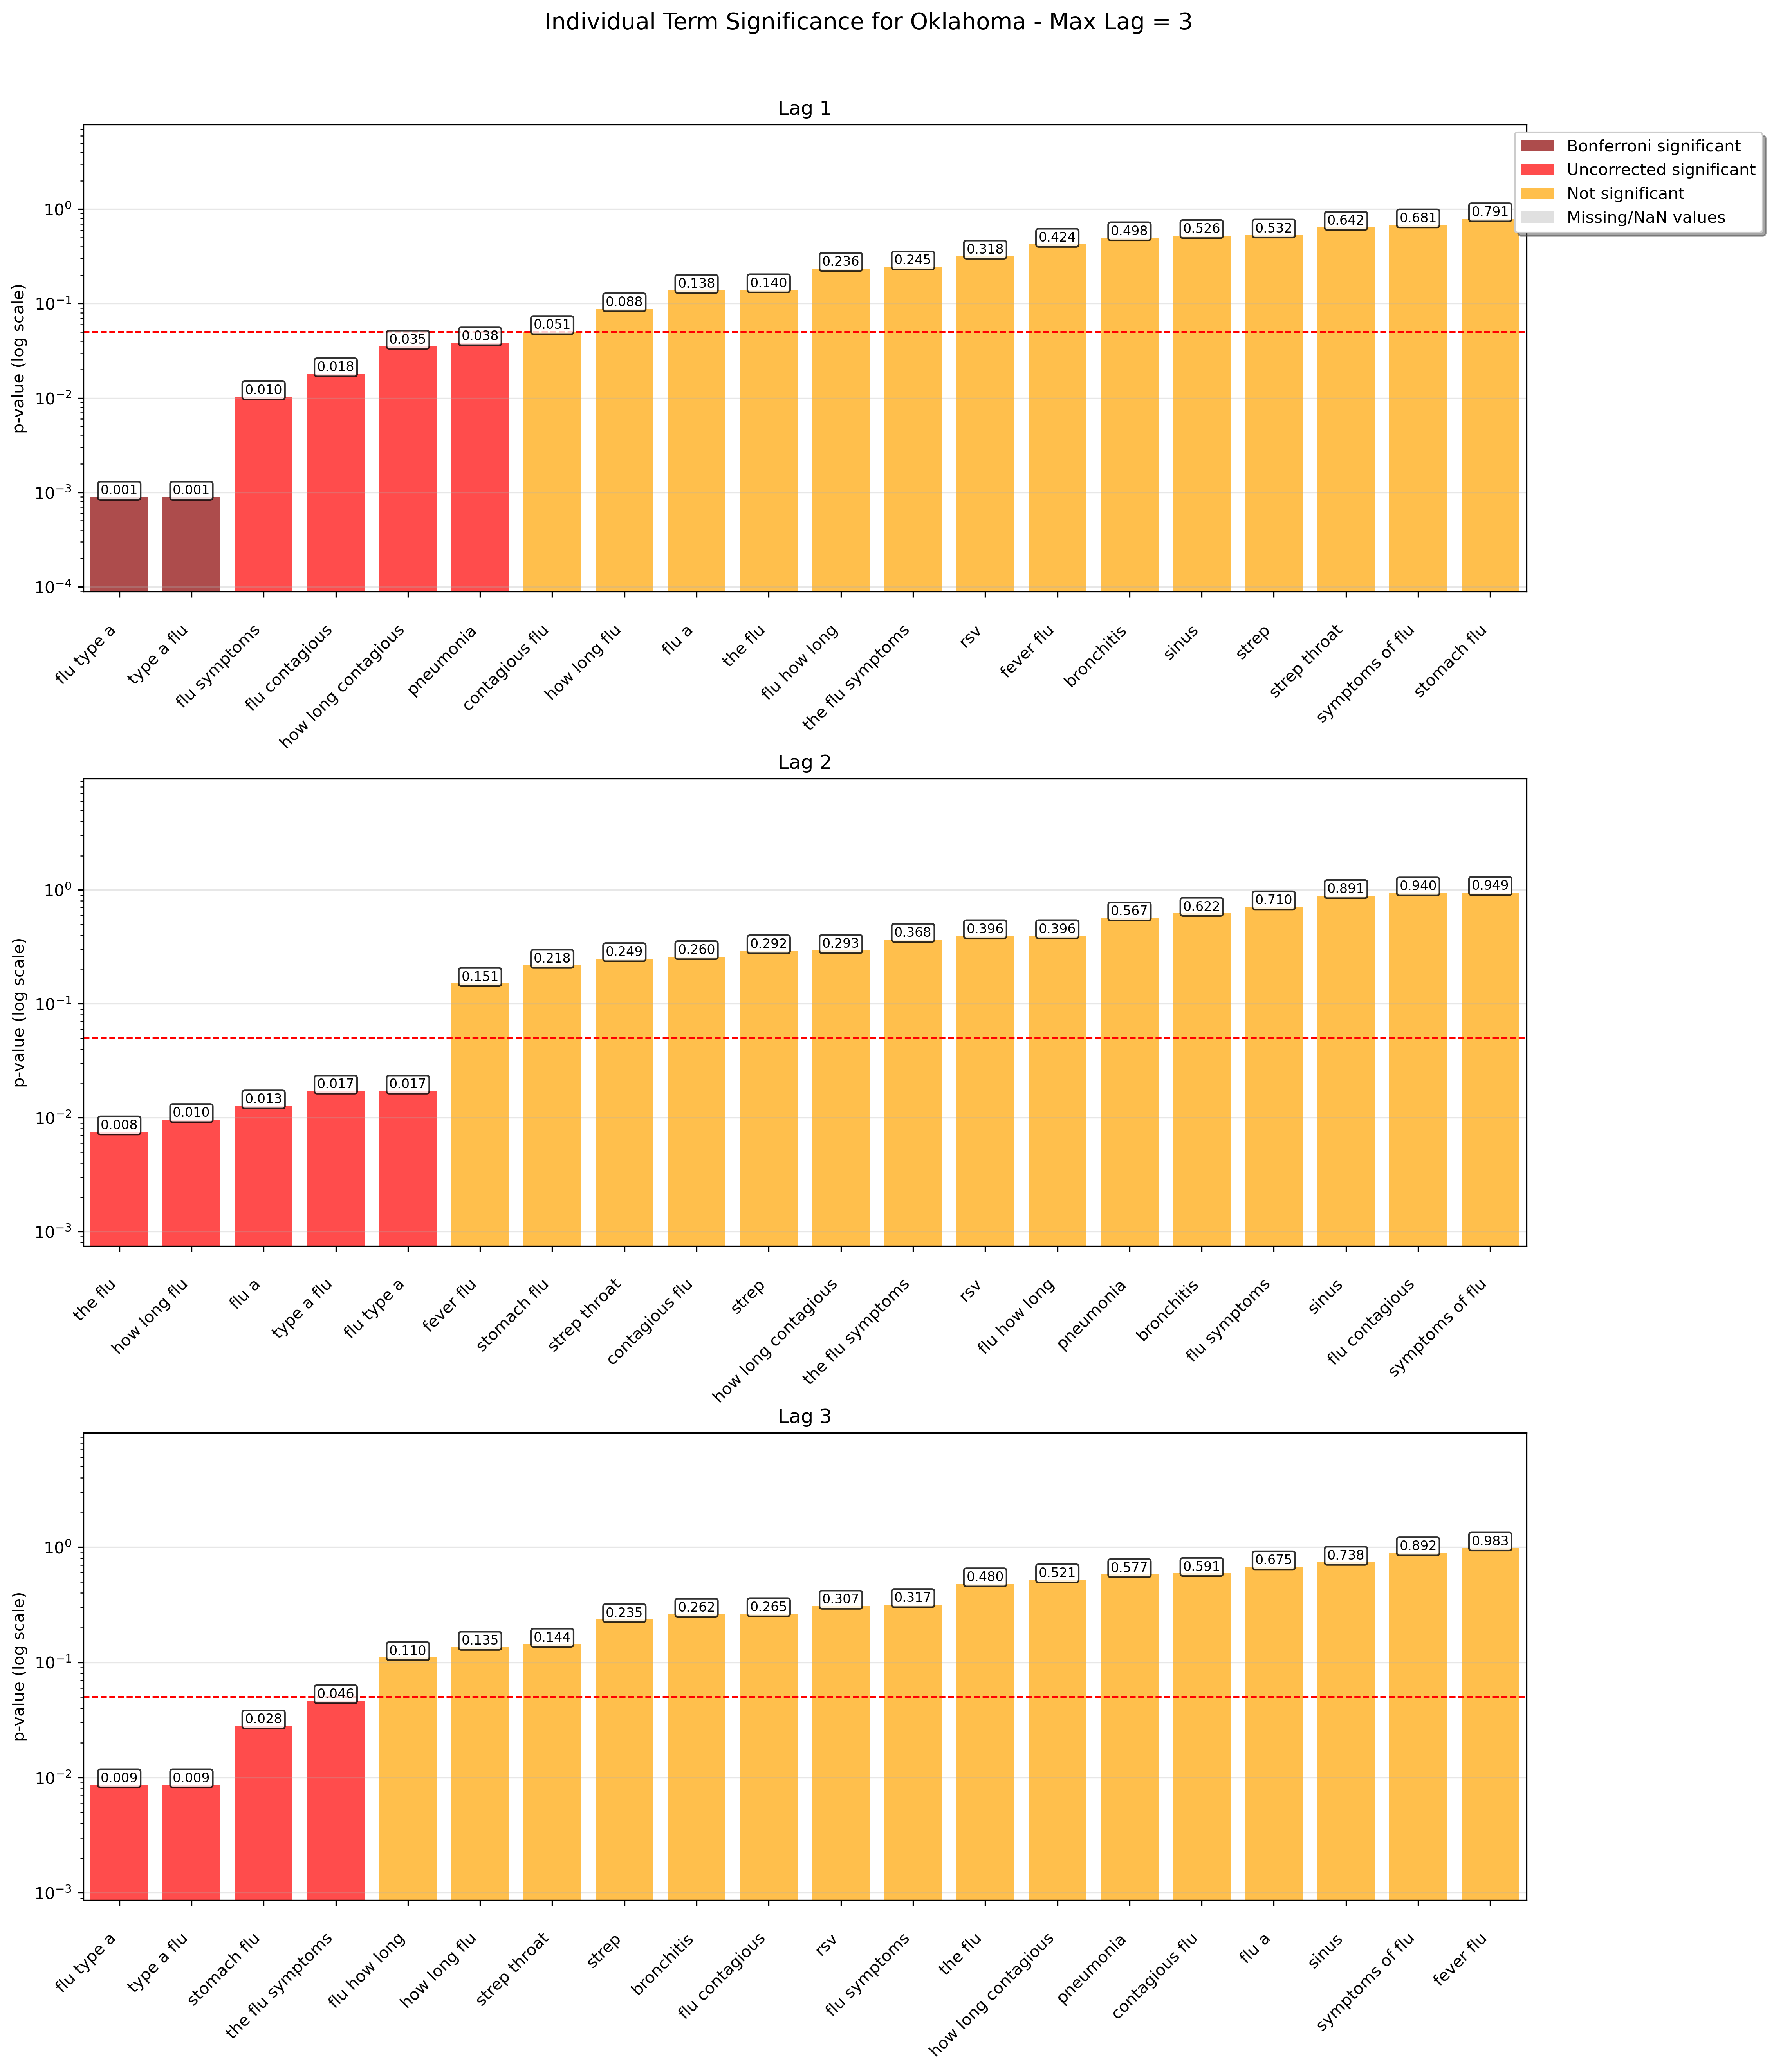 Individual Term Significance for Oklahoma - Max Lag = 3
Lag 1
Bonferroni significant
Uncorrected significant
Not significant
Missing/NaN values
p-value (log scale)
10⁰
10⁻¹
10⁻²
10⁻³
10⁻⁴
0.001 0.001 0.010 0.018 0.035 0.038 0.051 0.088 0.138 0.140 0.236 0.245 0.318 0.424 0.498 0.526 0.532 0.642 0.681 0.791
flu type a
type a flu
flu symptoms
flu contagious
how long contagious
pneumonia
contagious flu
how long flu
flu a
the flu
flu how long
the flu symptoms
rsv
fever flu
bronchitis
sinus
strep
strep throat
symptoms of flu
stomach flu
Lag 2
p-value (log scale)
10⁰
10⁻¹
10⁻²
10⁻³
0.008 0.010 0.013 0.017 0.017 0.151 0.218 0.249 0.260 0.292 0.293 0.368 0.396 0.396 0.567 0.622 0.710 0.891 0.940 0.949
the flu
how long flu
flu a
type a flu
flu type a
fever flu
stomach flu
strep throat
contagious flu
strep
how long contagious
the flu symptoms
rsv
flu how long
pneumonia
bronchitis
flu symptoms
sinus
flu contagious
symptoms of flu
Lag 3
p-value (log scale)
10⁰
10⁻¹
10⁻²
10⁻³
0.009 0.009 0.028 0.046 0.110 0.135 0.144 0.235 0.262 0.265 0.307 0.317 0.480 0.521 0.577 0.591 0.675 0.738 0.892 0.983
flu type a
type a flu
stomach flu
the flu symptoms
flu how long
how long flu
strep throat
strep
bronchitis
flu contagious
rsv
flu symptoms
the flu
how long contagious
pneumonia
contagious flu
flu a
sinus
symptoms of flu
fever flu